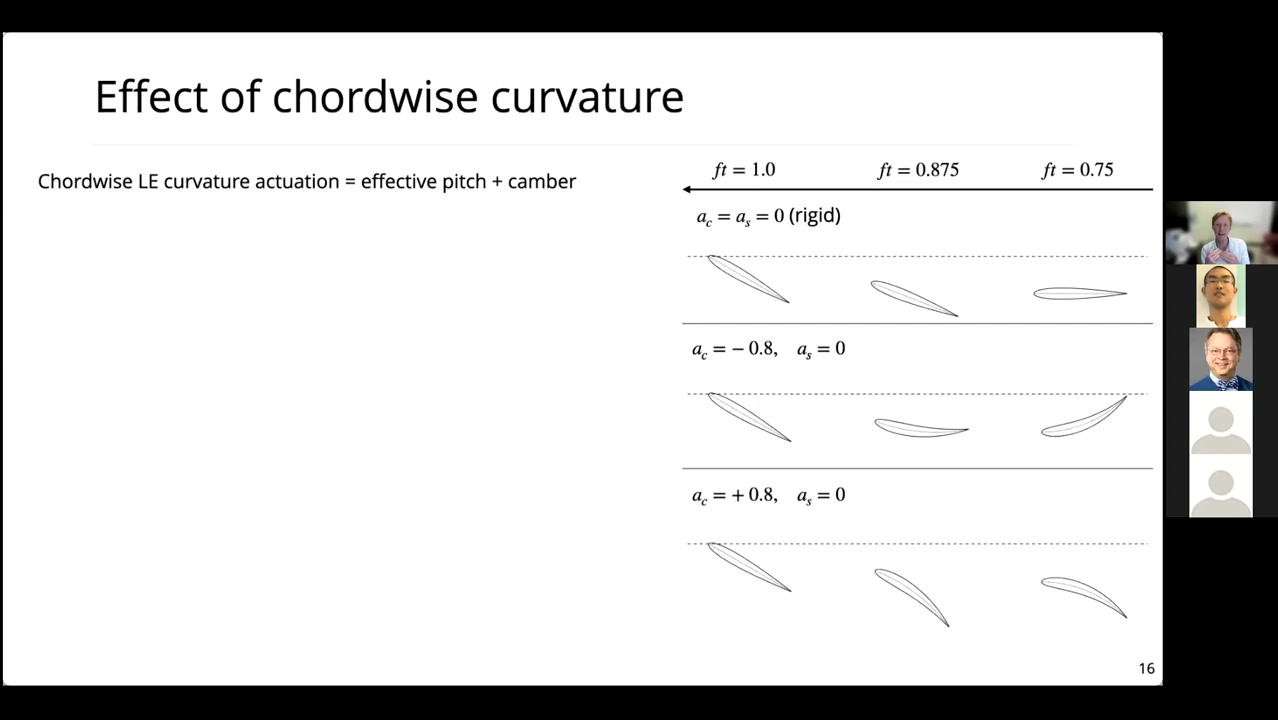 Effect of chordwise curvature
Chordwise LE curvature actuation = effective pitch + camber
ft = 1.0 ft = 0.875 ft = 0.75
a_c = a_s = 0 (rigid)
a_c = − 0.8, a_s = 0
a_c = + 0.8, a_s = 0
16